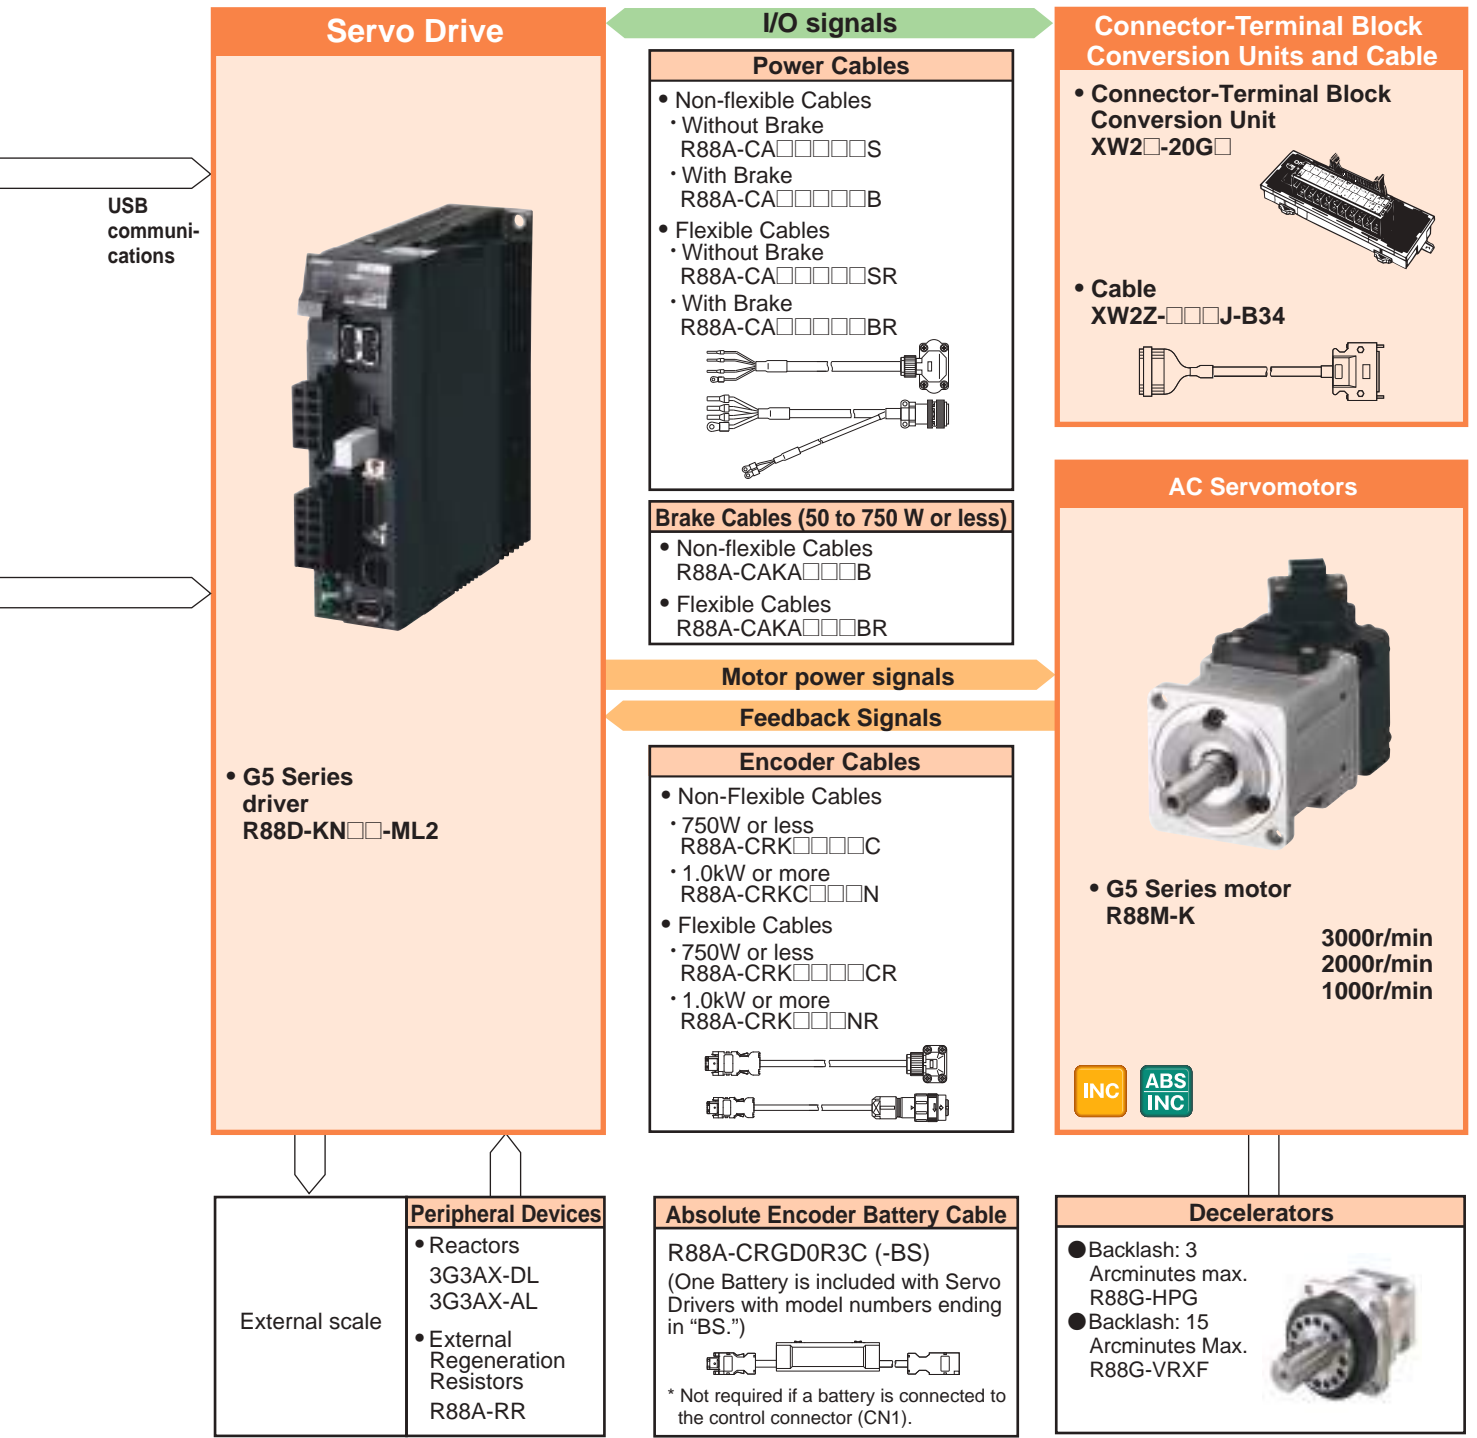 USB
communi-
cations
Servo Drive
• G5 Series
driver
R88D-KN□□-ML2
I/O signals
Power Cables
• Non-flexible Cables
· Without Brake
R88A-CA□□□□□S
· With Brake
R88A-CA□□□□□B
• Flexible Cables
· Without Brake
R88A-CA□□□□□SR
· With Brake
R88A-CA□□□□□BR
Brake Cables (50 to 750 W or less)
• Non-flexible Cables
R88A-CAKA□□□B
• Flexible Cables
R88A-CAKA□□□BR
Motor power signals
Feedback Signals
Encoder Cables
• Non-Flexible Cables
· 750W or less
R88A-CRK□□□□C
· 1.0kW or more
R88A-CRKC□□□N
• Flexible Cables
· 750W or less
R88A-CRK□□□□CR
· 1.0kW or more
R88A-CRK□□□NR
Connector-Terminal Block
Conversion Units and Cable
• Connector-Terminal Block
Conversion Unit
XW2□-20G□
• Cable
XW2Z-□□□J-B34
AC Servomotors
• G5 Series motor
R88M-K
3000r/min
2000r/min
1000r/min
INC
ABS
INC
External scale
Peripheral Devices
• Reactors
3G3AX-DL
3G3AX-AL
• External
Regeneration
Resistors
R88A-RR
Absolute Encoder Battery Cable
R88A-CRGD0R3C (-BS)
(One Battery is included with Servo
Drivers with model numbers ending
in “BS.”)
* Not required if a battery is connected to
the control connector (CN1).
Decelerators
● Backlash: 3
Arcminutes max.
R88G-HPG
● Backlash: 15
Arcminutes Max.
R88G-VRXF